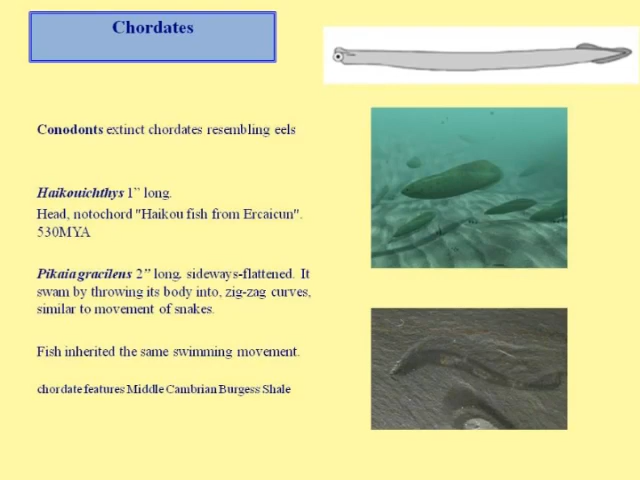 Chordates
Conodonts extinct chordates resembling eels
Haikouichthys 1” long.
Head, notochord "Haikou fish from Ercaicun".
530MYA
Pikaia gracilens 2” long. sideways-flattened. It
swam by throwing its body into, zig-zag curves,
similar to movement of snakes.
Fish inherited the same swimming movement.
chordate features Middle Cambrian Burgess Shale